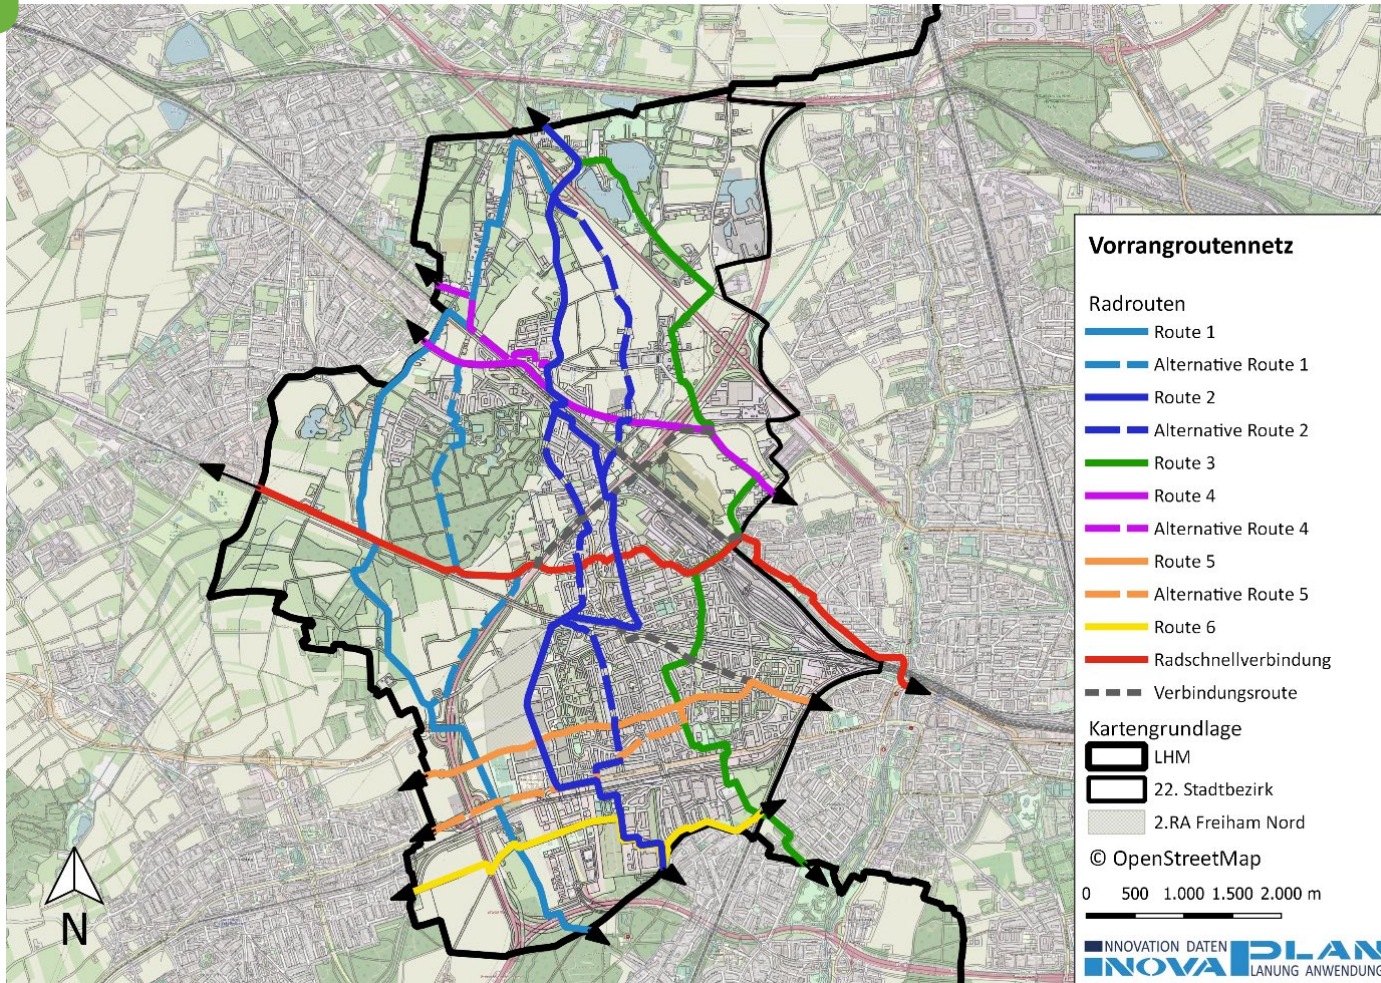 Vorrangroutennetz
Radrouten
Route 1
Alternative Route 1
Route 2
Alternative Route 2
Route 3
Route 4
Alternative Route 4
Route 5
Alternative Route 5
Route 6
Radschnellverbindung
Verbindungsroute
Kartengrundlage
LHM
22. Stadtbezirk
2.RA Freiham Nord
© OpenStreetMap
0 500 1.000 1.500 2.000 m
N
INNOVATION DATEN PLAN
INOVA PLANUNG ANWENDUNG